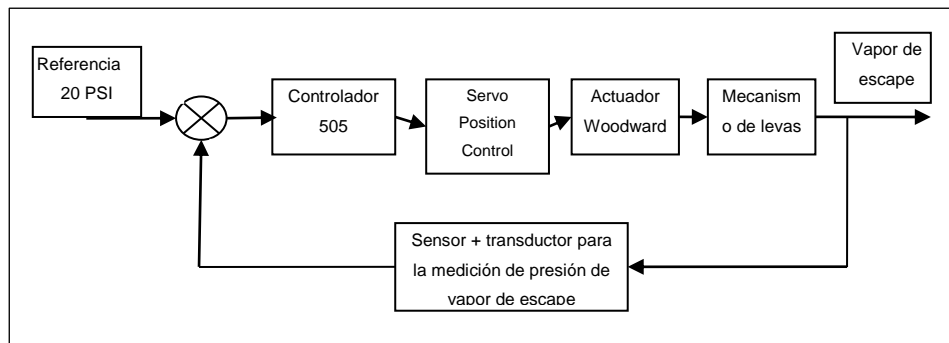 Referencia
20 PSI
Controlador
505
Servo
Position
Control
Actuador
Woodward
Mecanism
o de levas
Vapor de
escape
Sensor + transductor para
la medición de presión de
vapor de escape